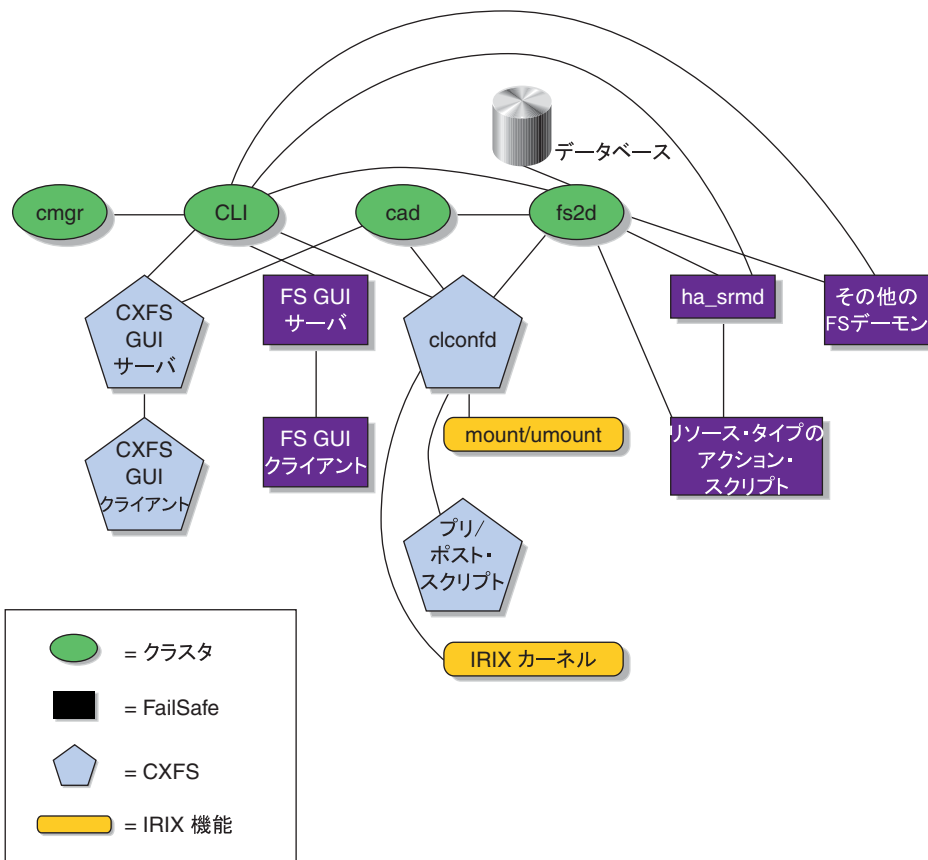 データベース
cmgr
CLI
cad
fs2d
CXFS
GUI
サーバ
FS GUI
サーバ
clconfd
ha_srmd
その他の
FSデーモン
CXFS
GUI
クライアント
FS GUI
クライアント
mount/umount
リソース・タイプの
アクション・
スクリプト
プリ/
ポスト・
スクリプト
IRIX カーネル
= クラスタ
= FailSafe
= CXFS
= IRIX 機能